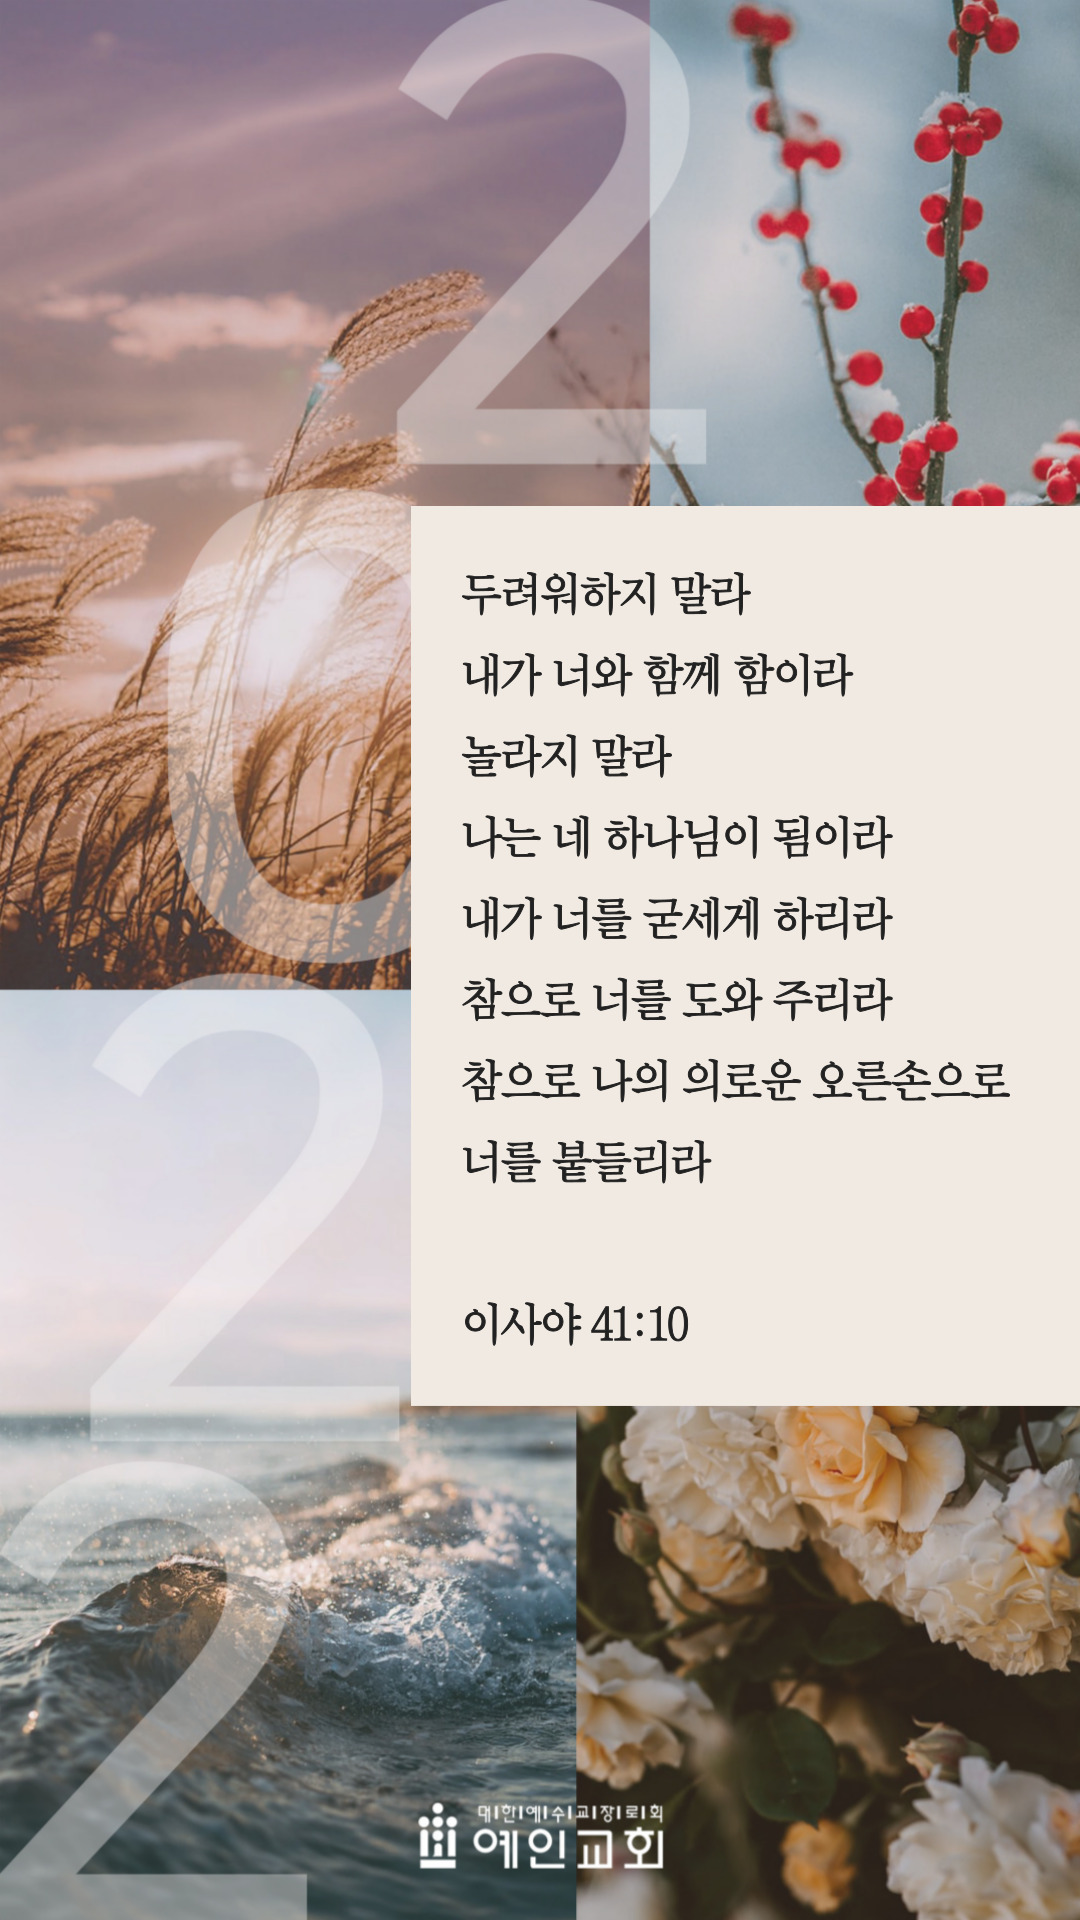 2
0
2
2
두려워하지 말라
내가 너와 함께 함이라
놀라지 말라
나는 네 하나님이 됨이라
내가 너를 굳세게 하리라
참으로 너를 도와 주리라
참으로 나의 의로운 오른손으로
너를 붙들리라
이사야 41:10
대한예수교장로회
예인교회